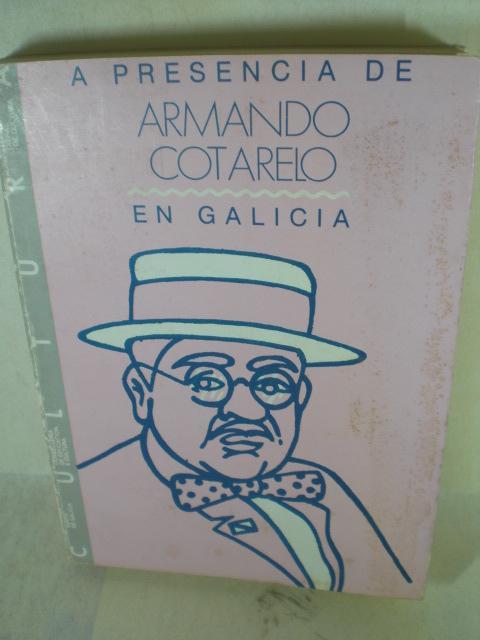 A PRESENCIA DE
ARMANDO
COTARELO
EN GALICIA
CULTURA